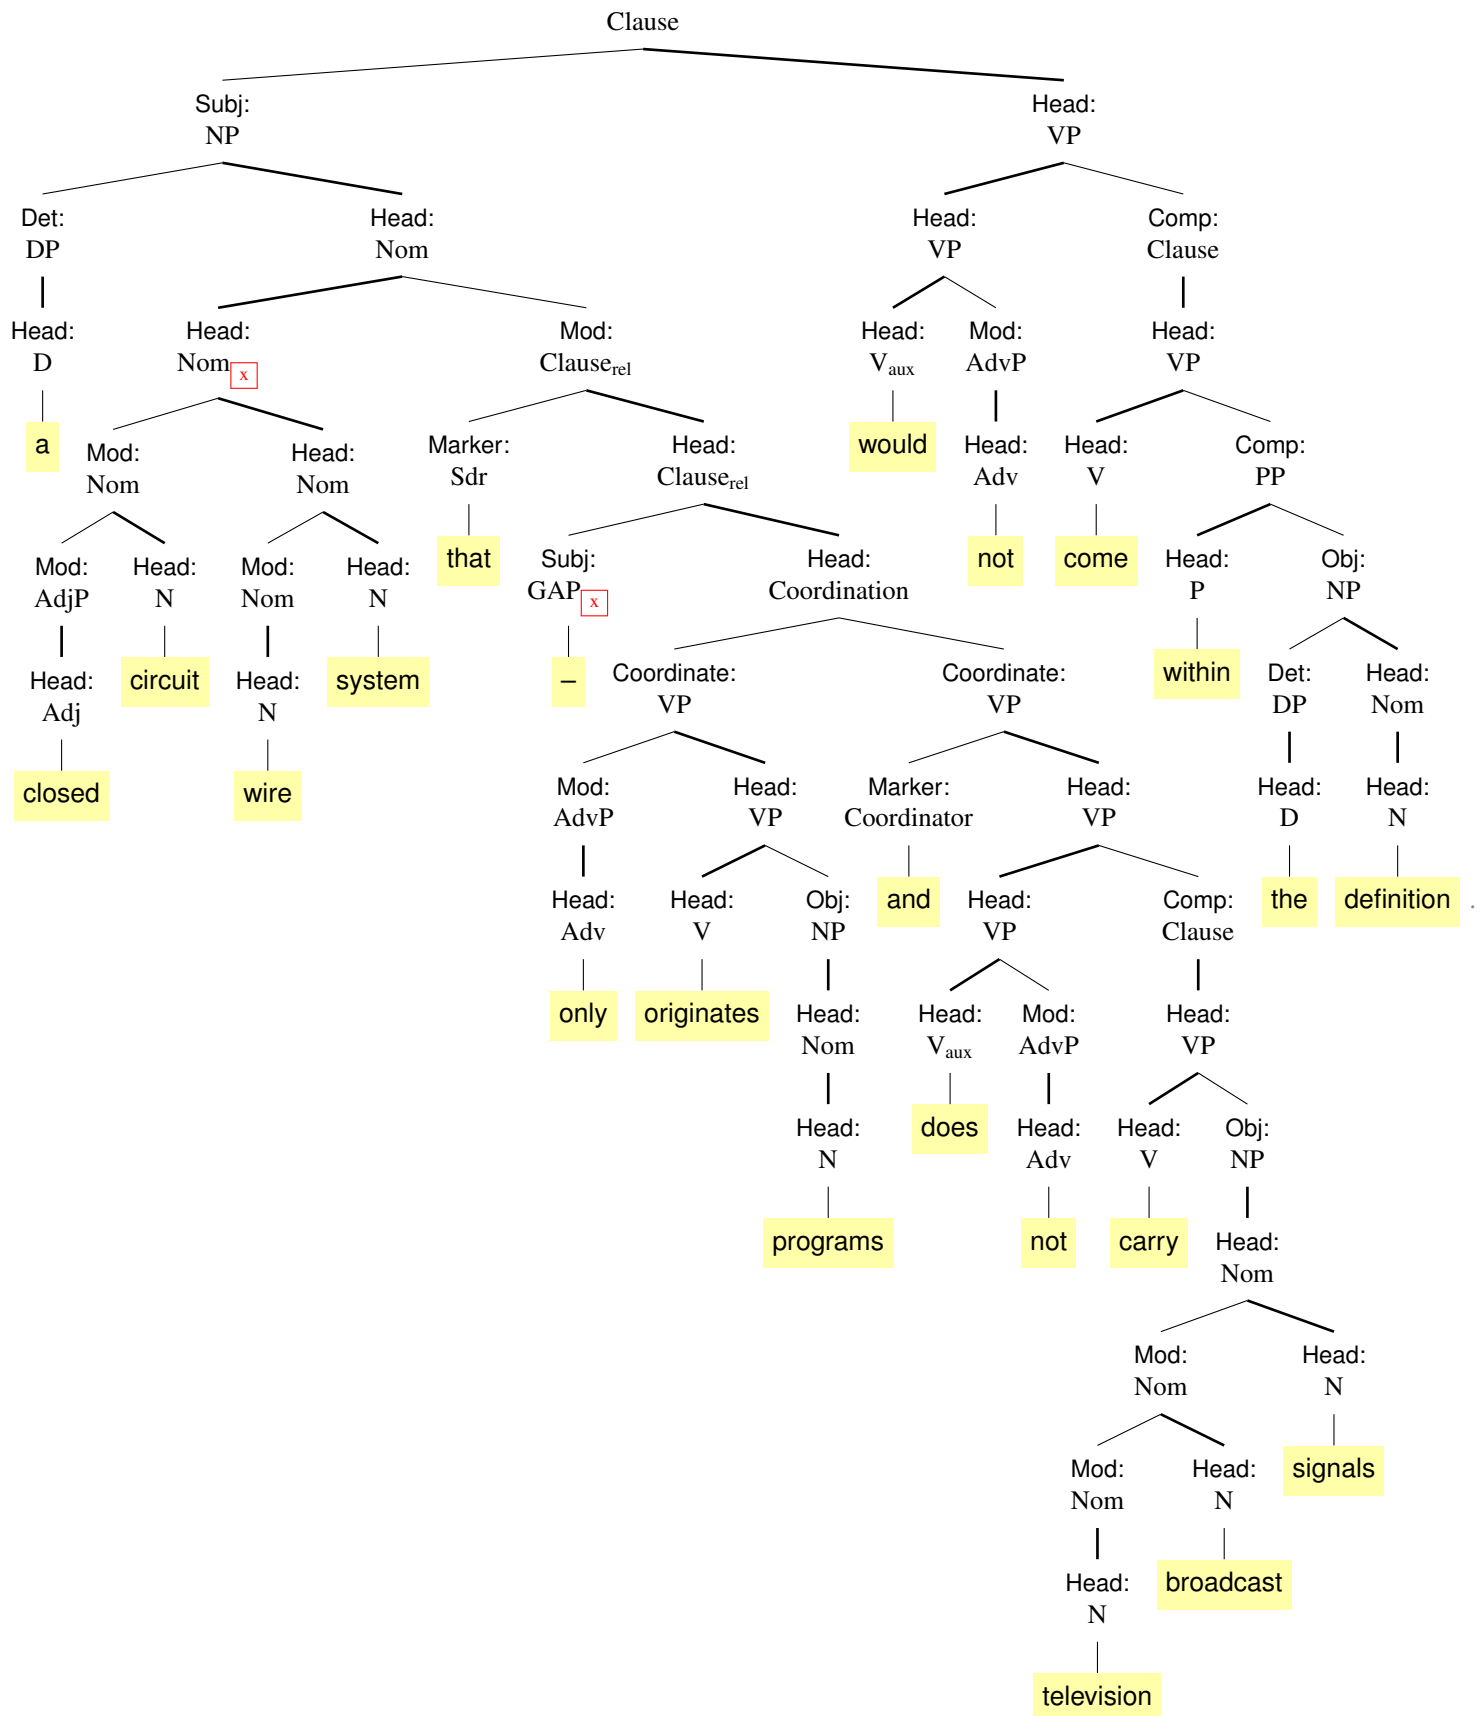 Clause
Subj: Head:
NP VP
Det: Head: Head: Comp:
DP Nom VP Clause
Head: Head: Mod: Head: Mod: Head:
D Nom x Clause rel V aux AdvP VP
a Mod: Head: Marker: Head: would Head: Head: Comp:
Nom Nom Sdr Clause rel Adv V PP
Mod: Head: Mod: Head: that Subj: Head: not come Head: Obj:
AdjP N Nom N GAP x Coordination P NP
Head: circuit Head: system – Coordinate: Coordinate: within Det: Head:
Adj N VP VP DP Nom
closed wire Mod: Head: Marker: Head: Head: Head:
AdvP VP Coordinator VP D N
Head: Head: Obj: and Head: Comp: the definition .
Adv V NP VP Clause
only originates Head: Head: Mod: Head:
Nom V aux AdvP VP
Head: does Head: Head: Obj:
N Adv V NP
programs not carry Head:
Nom
Mod: Head:
Nom N
Mod: Head: signals
Nom N
Head: broadcast
N
television